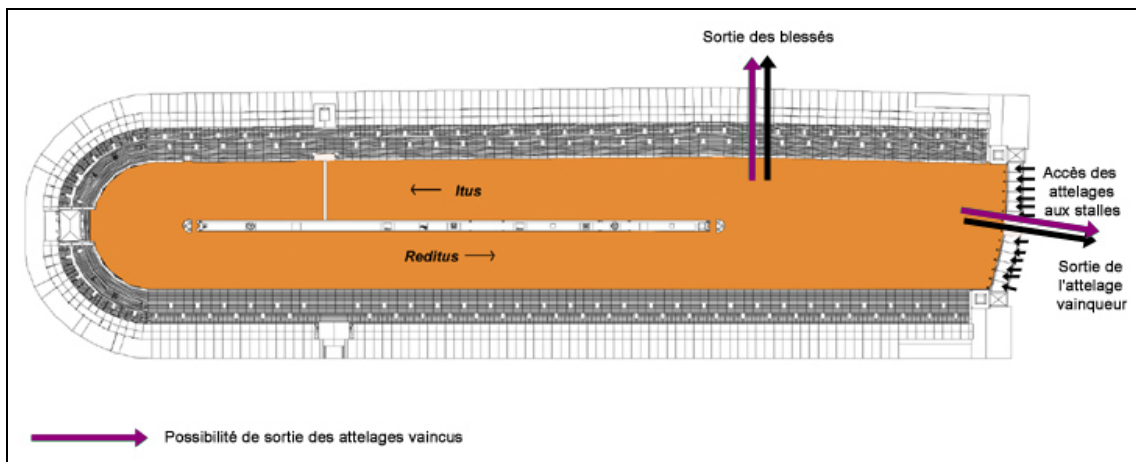 Sortie des blessés
Accès des
attelages
aux stalles
Itus
Reditus
Sortie de
l'attelage
vainqueur
Possibilité de sortie des attelages vaincus